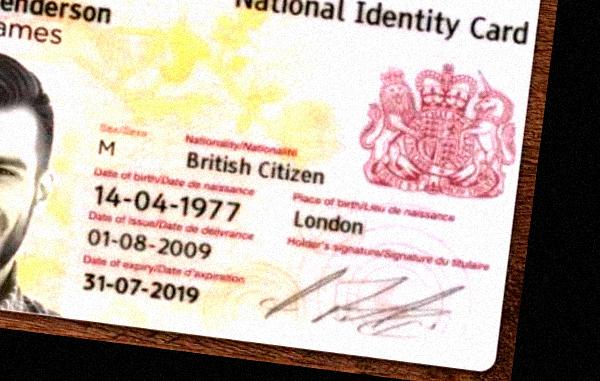 enderson
ames
National Identity Card
Sex/Sexe
M
Nationality/Nationalité
British Citizen
Date of birth/Date de naissance
14-04-1977
Place of birth/Lieu de naissance
London
Date of issue/Date de délivrance
01-08-2009
Holder's signature/Signature du titulaire
Date of expiry/Date d'expiration
31-07-2019